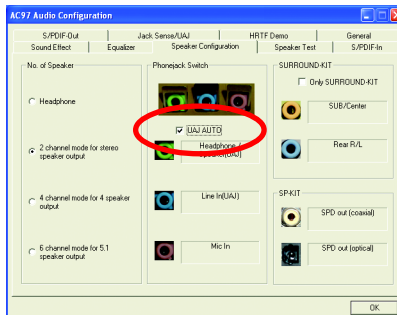 AC97 Audio Configuration
S/PDIF-Out
Jack Sense/UAJ
HRTF Demo
General
Sound Effect
Equalizer
Speaker Configuration
Speaker Test
S/PDIF-In
No. of Speaker
Headphone
2 channel mode for stereo
speaker output
4 channel mode for 4 speaker
output
6 channel mode for 5.1
speaker output
Phonejack Switch
UAJ AUTO
Headphone /
Speaker(UAJ)
Line In(UAJ)
Mic In
SURROUND-KIT
Only SURROUND-KIT
SUB/Center
Rear R/L
SP-KIT
SPD out (coaxial)
SPD out (optical)
OK